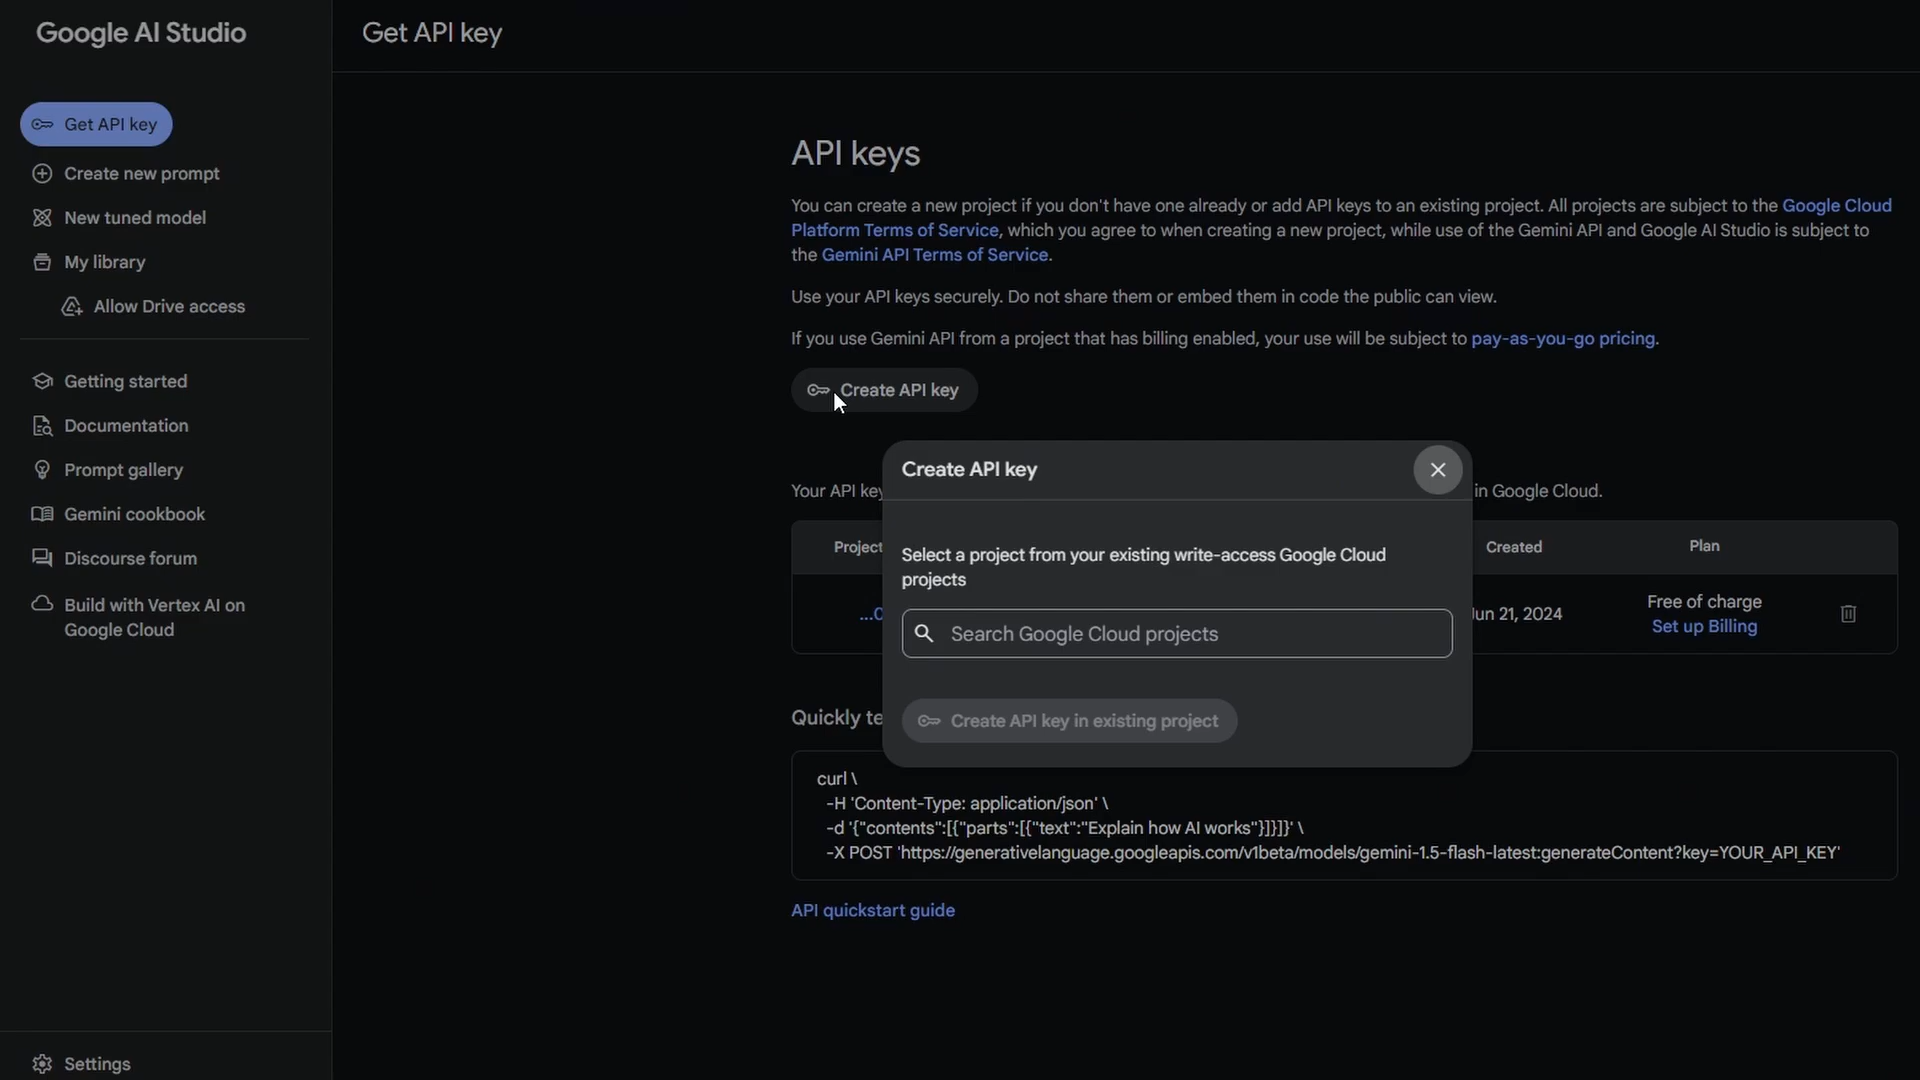 Google AI Studio
Get API key
Get API key
Create new prompt
New tuned model
My library
Allow Drive access
Getting started
Documentation
Prompt gallery
Gemini cookbook
Discourse forum
Build with Vertex AI on
Google Cloud
Settings
API keys
You can create a new project if you don't have one already or add API keys to an existing project. All projects are subject to the Google Cloud
Platform Terms of Service, which you agree to when creating a new project, while use of the Gemini API and Google AI Studio is subject to
the Gemini API Terms of Service.
Use your API keys securely. Do not share them or embed them in code the public can view.
If you use Gemini API from a project that has billing enabled, your use will be subject to pay-as-you-go pricing.
Create API key
Create API key
Select a project from your existing write-access Google Cloud
projects
Search Google Cloud projects
Create API key in existing project
Your API key in Google Cloud.
Project Created Plan
Jun 21, 2024 Free of charge
Set up Billing
Quickly te
curl \
-H 'Content-Type: application/json' \
-d '{"contents":[{"parts":[{"text":"Explain how AI works"}]}]}' \
-X POST 'https://generativelanguage.googleapis.com/v1beta/models/gemini-1.5-flash-latest:generateContent?key=YOUR_API_KEY'
API quickstart guide